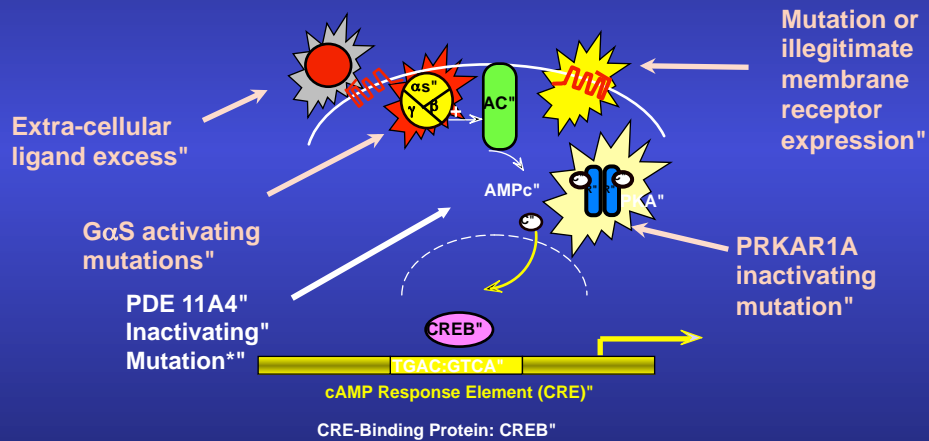 Mutation or
illegitimate
membrane
receptor
expression"
Extra-cellular
ligand excess"
αs"
γ
β
+
AC"
AMPc"
C
C
R"
R"
PKA"
C"
GαS activating
mutations"
PRKAR1A
inactivating
mutation"
PDE 11A4"
Inactivating"
Mutation*"
CREB"
TGAC:GTCA"
cAMP Response Element (CRE)"
CRE-Binding Protein: CREB"